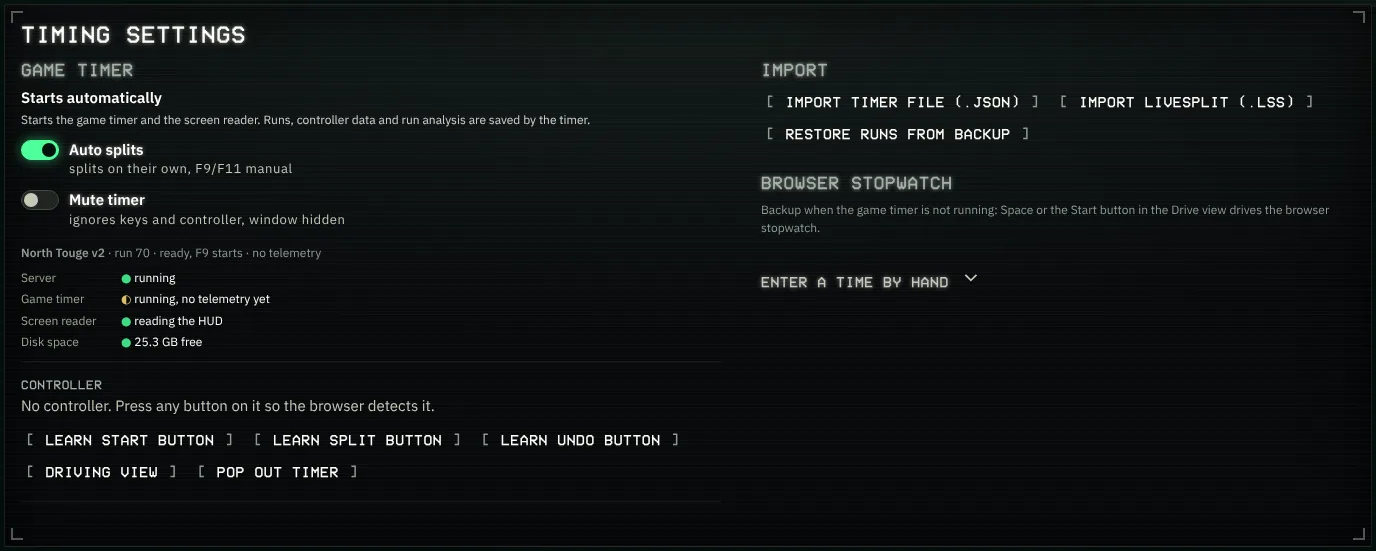 TIMING SETTINGS
GAME TIMER
Starts automatically
Starts the game timer and the screen reader. Runs, controller data and run analysis are saved by the timer.
Auto splits
splits on their own, F9/F11 manual
Mute timer
ignores keys and controller, window hidden
North Touge v2 · run 70 · ready, F9 starts · no telemetry
Server running
Game timer running, no telemetry yet
Screen reader reading the HUD
Disk space 25.3 GB free
CONTROLLER
No controller. Press any button on it so the browser detects it.
[ LEARN START BUTTON ] [ LEARN SPLIT BUTTON ] [ LEARN UNDO BUTTON ]
[ DRIVING VIEW ] [ POP OUT TIMER ]
IMPORT
[ IMPORT TIMER FILE (.JSON) ] [ IMPORT LIVESPLIT (.LSS) ]
[ RESTORE RUNS FROM BACKUP ]
BROWSER STOPWATCH
Backup when the game timer is not running: Space or the Start button in the Drive view drives the browser
stopwatch.
ENTER A TIME BY HAND